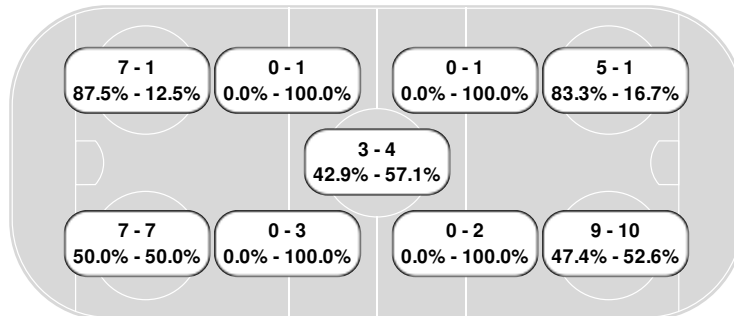 7 - 1
87.5% - 12.5%
0 - 1
0.0% - 100.0%
0 - 1
0.0% - 100.0%
5 - 1
83.3% - 16.7%
3 - 4
42.9% - 57.1%
7 - 7
50.0% - 50.0%
0 - 3
0.0% - 100.0%
0 - 2
0.0% - 100.0%
9 - 10
47.4% - 52.6%